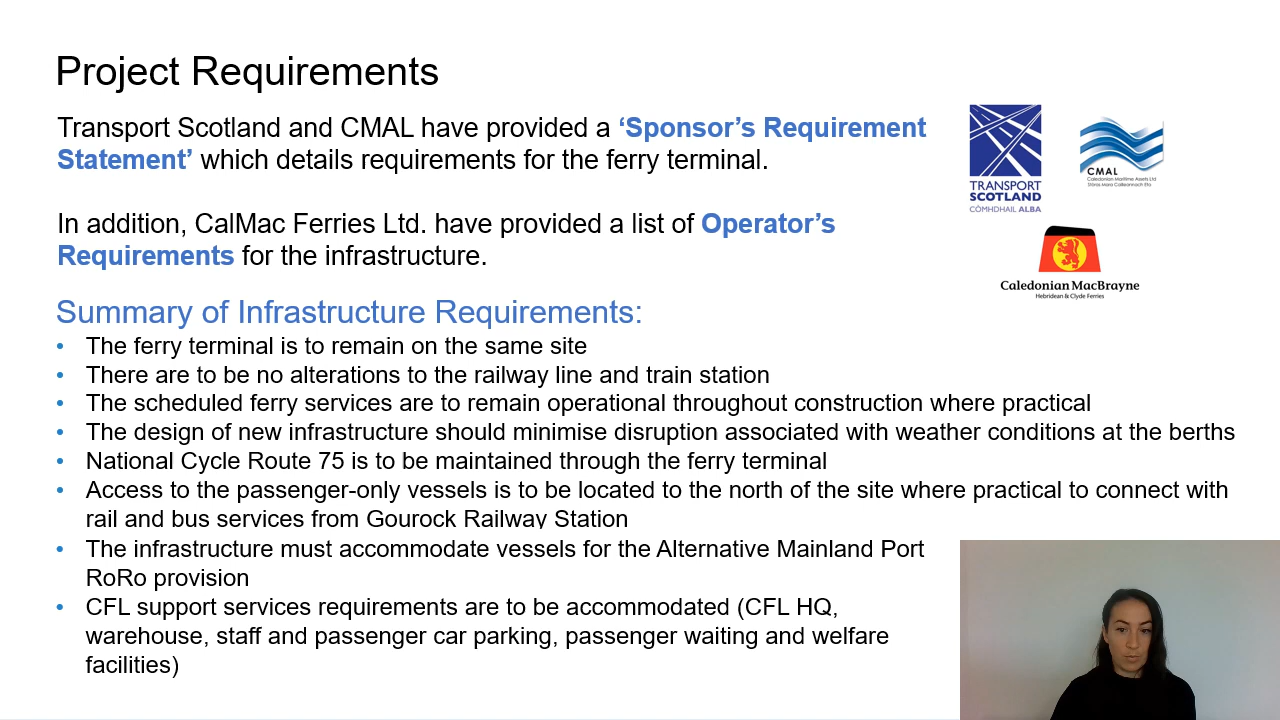 Project Requirements
Transport Scotland and CMAL have provided a ‘Sponsor’s Requirement
Statement’ which details requirements for the ferry terminal.
In addition, CalMac Ferries Ltd. have provided a list of Operator’s
Requirements for the infrastructure.
TRANSPORT
SCOTLAND
CÒMHDHAIL ALBA
CMAL
Caledonian Maritime Assets Ltd
Stòras Mara Cailleannach Eta
Caledonian MacBrayne
Hebridean & Clyde Ferries
Summary of Infrastructure Requirements:
• The ferry terminal is to remain on the same site
• There are to be no alterations to the railway line and train station
• The scheduled ferry services are to remain operational throughout construction where practical
• The design of new infrastructure should minimise disruption associated with weather conditions at the berths
• National Cycle Route 75 is to be maintained through the ferry terminal
• Access to the passenger-only vessels is to be located to the north of the site where practical to connect with
rail and bus services from Gourock Railway Station
• The infrastructure must accommodate vessels for the Alternative Mainland Port
RoRo provision
• CFL support services requirements are to be accommodated (CFL HQ,
warehouse, staff and passenger car parking, passenger waiting and welfare
facilities)